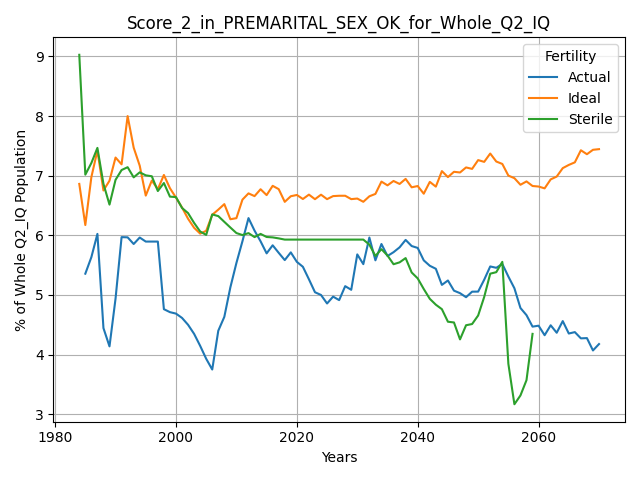 Score_2_in_PREMARITAL_SEX_OK_for_Whole_Q2_IQ
Fertility
Actual
Ideal
Sterile
% of Whole Q2_IQ Population
9
8
7
6
5
4
3
1980
2000
2020
2040
2060
Years